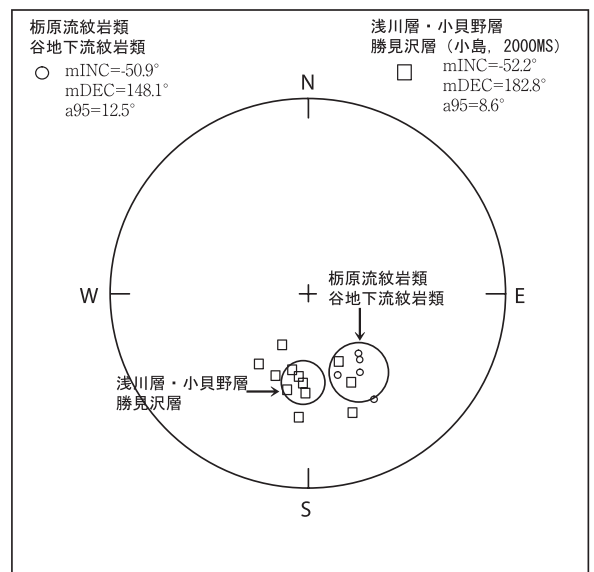 栃原流紋岩類
谷地下流紋岩類
mINC=-50.9°
mDEC=148.1°
a95=12.5°
浅川層・小貝野層
勝見沢層（小島, 2000MS）
mINC=-52.2°
mDEC=182.8°
a95=8.6°
N
W
E
栃原流紋岩類
谷地下流紋岩類
浅川層・小貝野層
勝見沢層
S